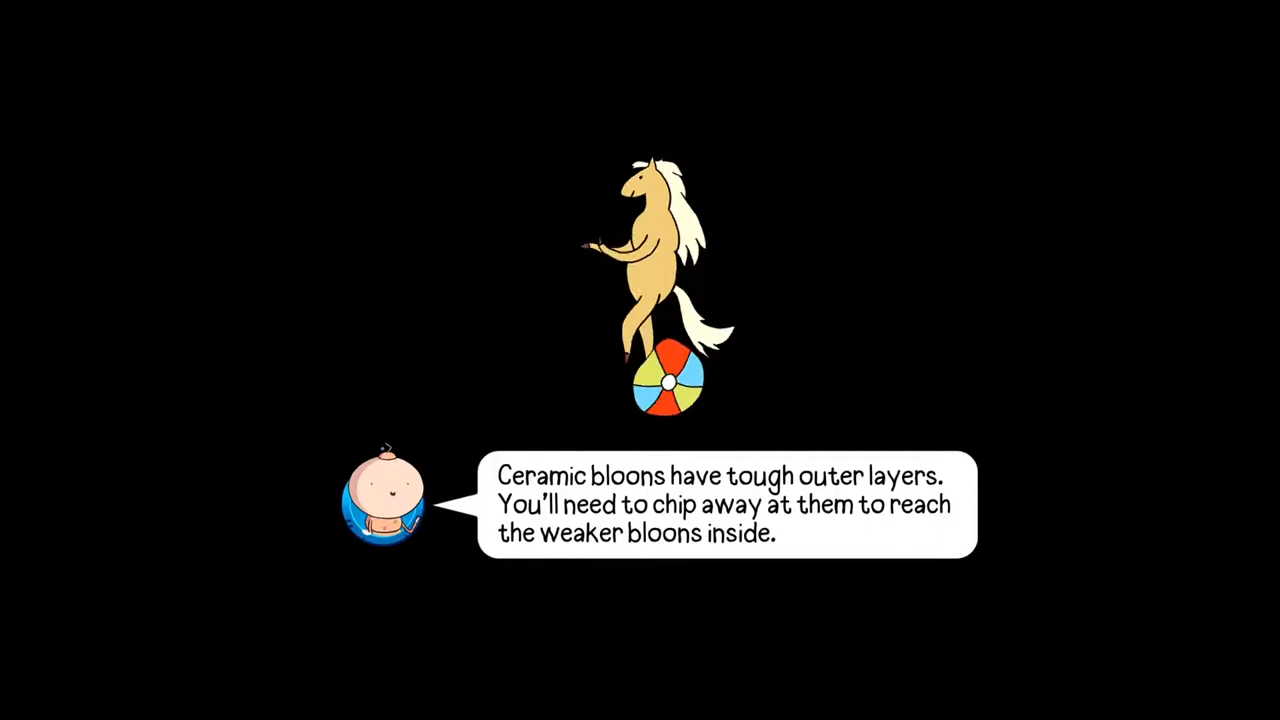 Ceramic bloons have tough outer layers.
You'll need to chip away at them to reach
the weaker bloons inside.